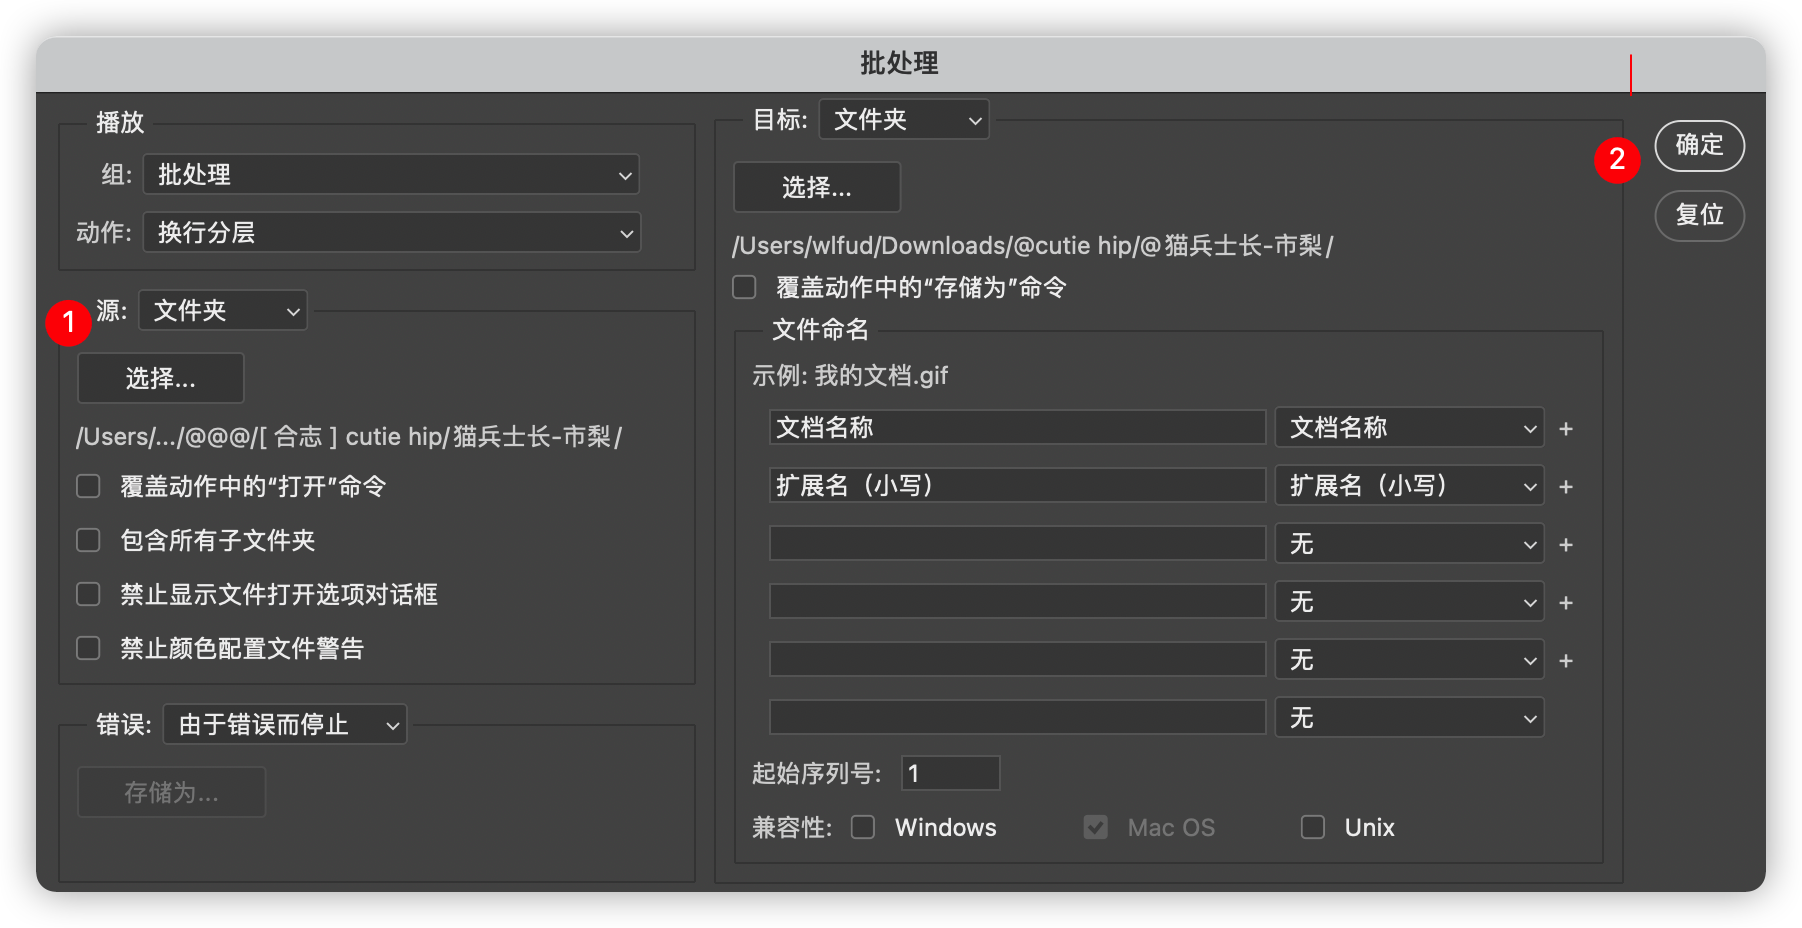 批处理
播放
组: 批处理
动作: 换行分层
1
源: 文件夹
选择...
/Users/.../@@@/[ 合志 ] cutie hip/猫兵士长-市梨/
覆盖动作中的“打开”命令
包含所有子文件夹
禁止显示文件打开选项对话框
禁止颜色配置文件警告
错误: 由于错误而停止
存储为...
目标: 文件夹
选择...
/Users/wlfud/Downloads/@cutie hip/@猫兵士长-市梨/
覆盖动作中的“存储为”命令
文件命名
示例: 我的文档.gif
文档名称 文档名称 +
扩展名（小写） 扩展名（小写） +
无 +
无 +
无 +
无
起始序列号: 1
兼容性: Windows Mac OS Unix
2
确定
复位